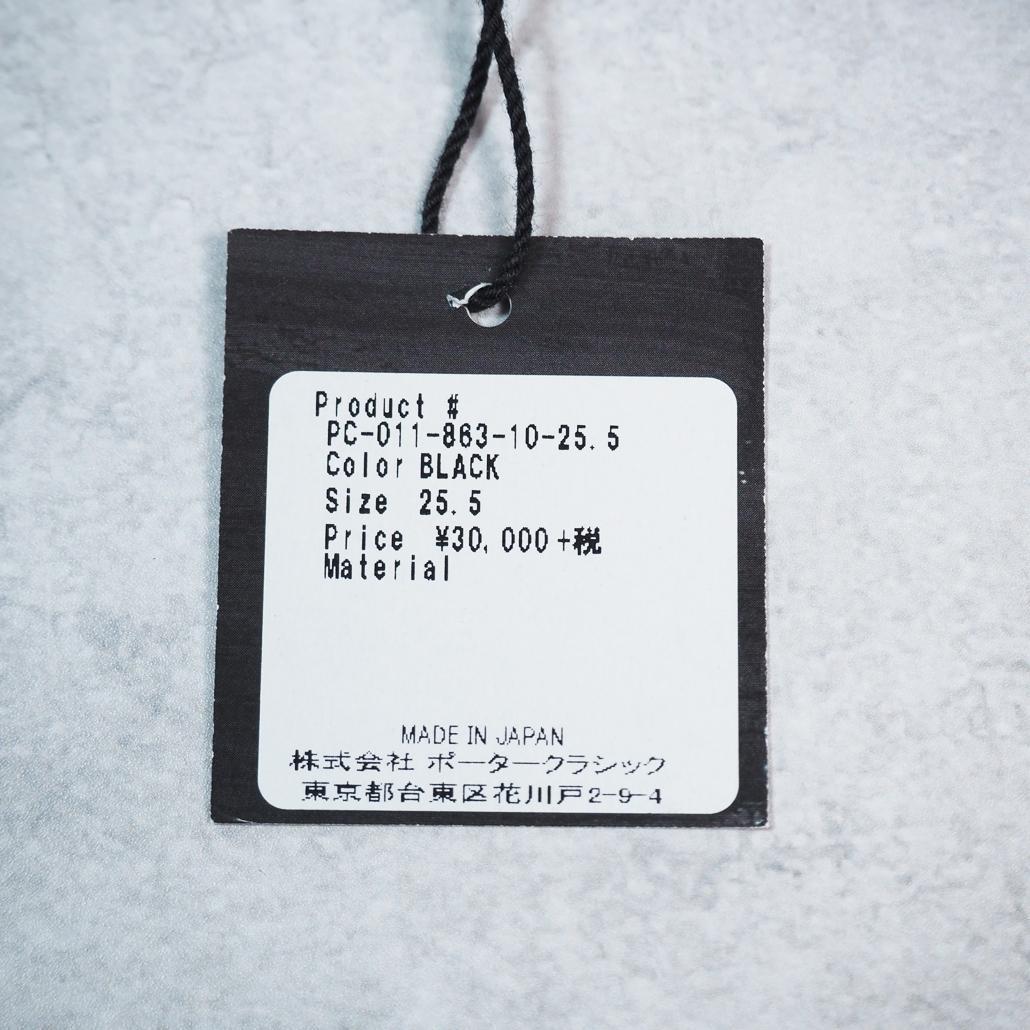 Product #
PC-011-863-10-25.5
Color BLACK
Size 25.5
Price ¥30,000+税
Material
MADE IN JAPAN
株式会社 ポータークラシック
東京都台東区花川戸2-9-4